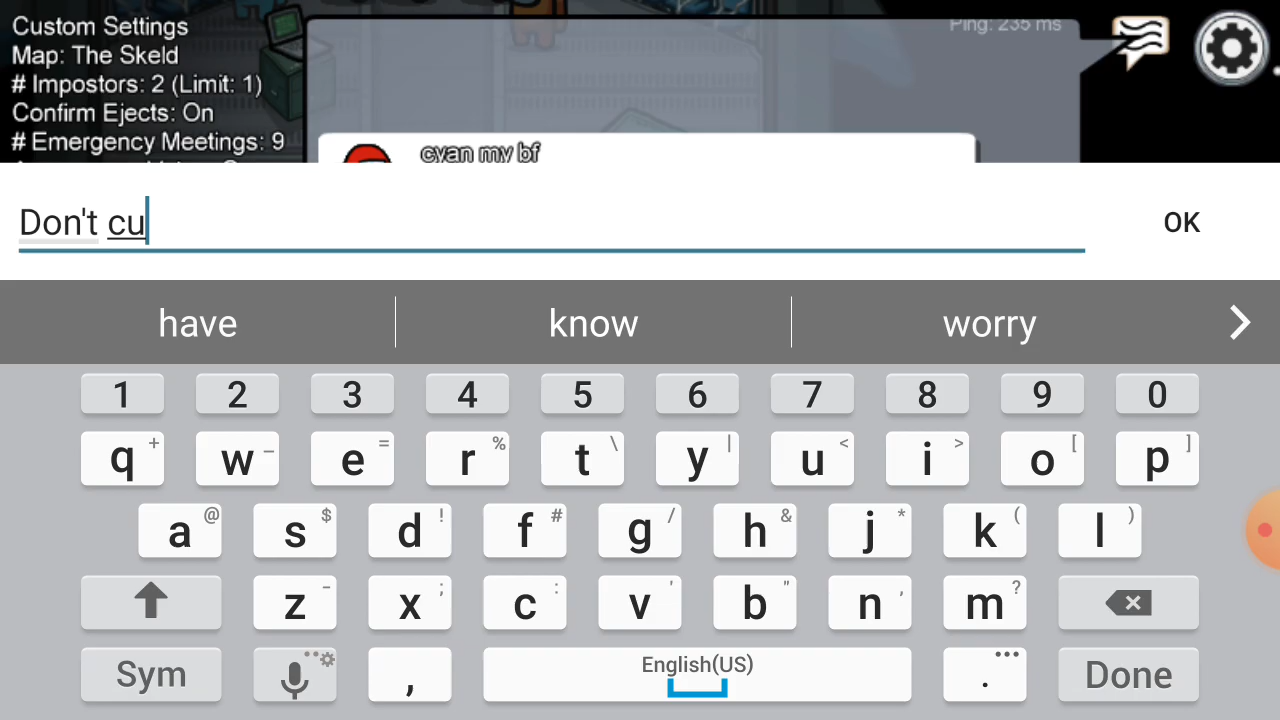 Custom Settings
Map: The Skeld
# Impostors: 2 (Limit: 1)
Confirm Ejects: On
# Emergency Meetings: 9
Ping: 235 ms
cyan my bf
Don't cu
OK
have know worry
1 2 3 4 5 6 7 8 9 0
q + w - e = r % t \ y | u < i > o [ p ]
a @ s $ d ! f # g / h & j * k ( l )
z - x ; c : v ' b " n , m ?
Sym , English(US) . Done